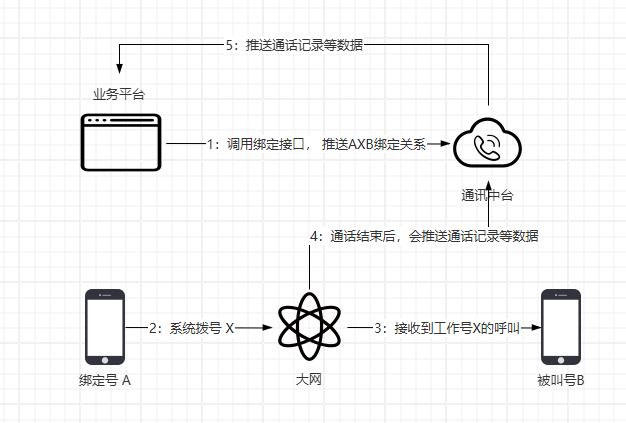 5：推送通话记录等数据
业务平台
1：调用绑定接口， 推送AXB绑定关系
通讯中台
4：通话结束后，会推送通话记录等数据
2：系统拨号 X
3：接收到工作号X的呼叫
绑定号 A
大网
被叫号B